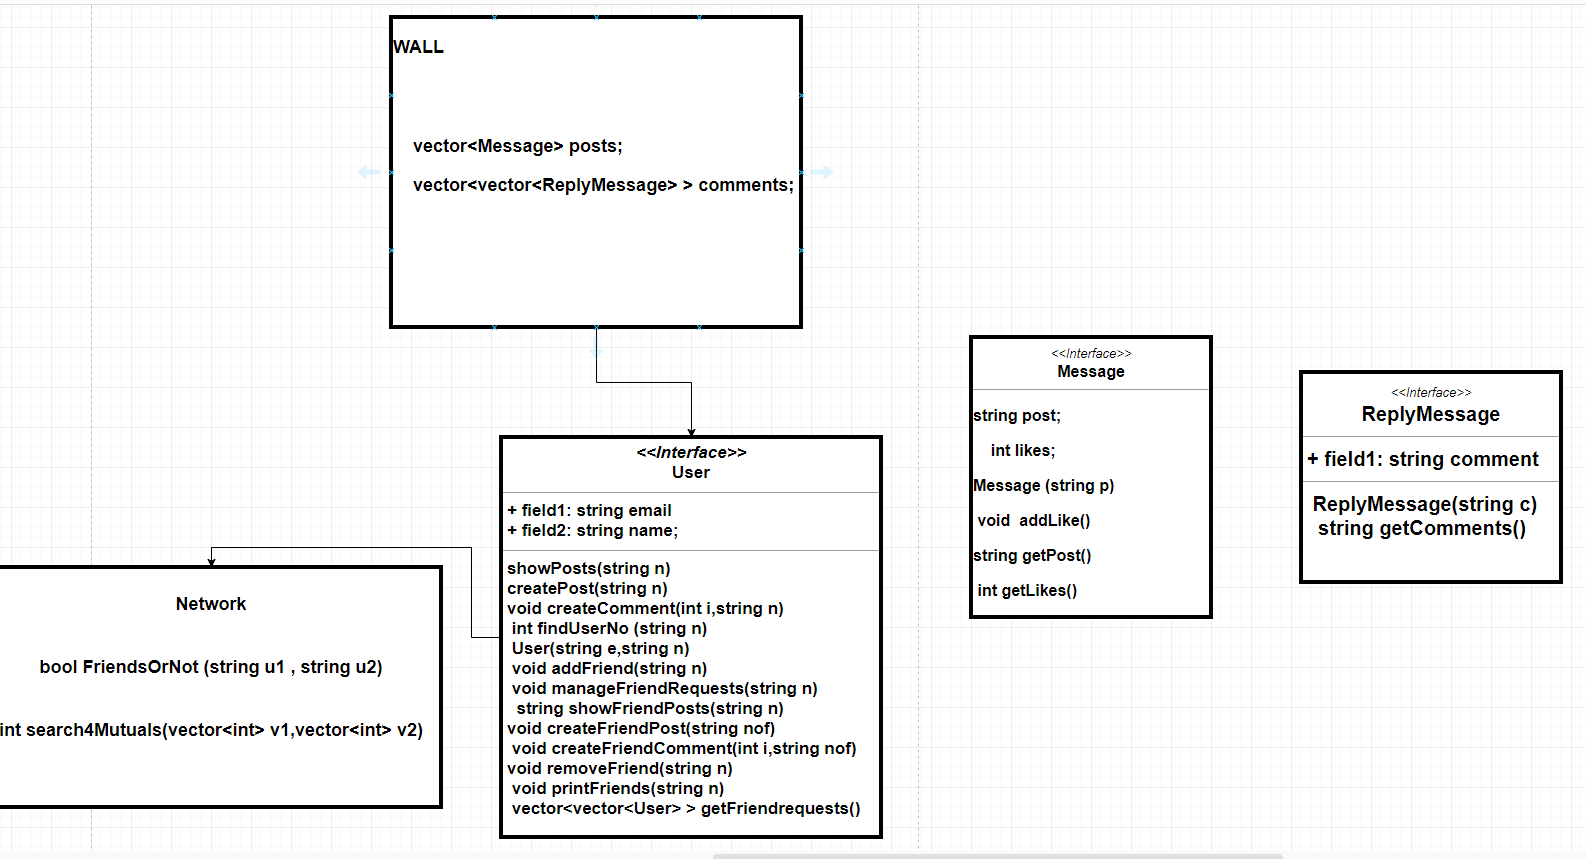 WALL
vector<Message> posts;
vector<vector<ReplyMessage> > comments;
<<Interface>>
Message
string post;
int likes;
Message (string p)
void  addLike()
string getPost()
int getLikes()
<<Interface>>
ReplyMessage
+ field1: string comment
ReplyMessage(string c)
string getComments()
<<Interface>>
User
+ field1: string email
+ field2: string name;
showPosts(string n)
createPost(string n)
void createComment(int i,string n)
int findUserNo (string n)
User(string e,string n)
void addFriend(string n)
void manageFriendRequests(string n)
string showFriendPosts(string n)
void createFriendPost(string nof)
void createFriendComment(int i,string nof)
void removeFriend(string n)
void printFriends(string n)
vector<vector<User> > getFriendrequests()
Network
bool FriendsOrNot (string u1 , string u2)
int search4Mutuals(vector<int> v1,vector<int> v2)